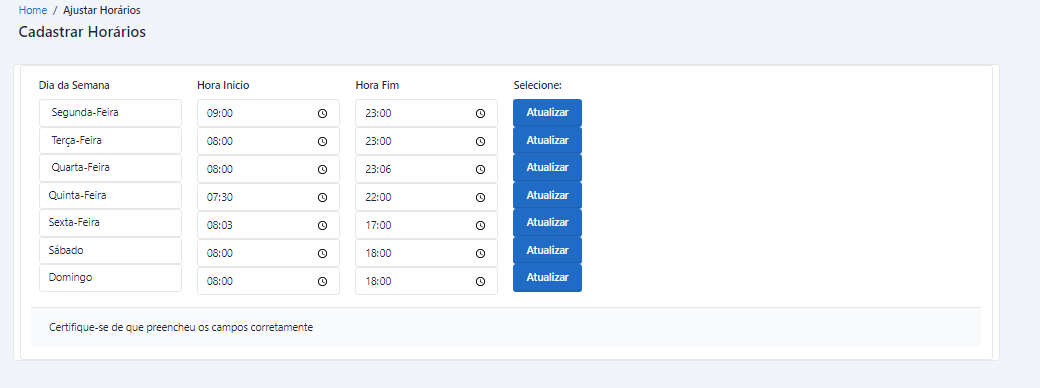 Home / Ajustar Horários
Cadastrar Horários
Dia da Semana Hora Inicio Hora Fim Selecione:
Segunda-Feira 09:00 23:00 Atualizar
Terça-Feira 08:00 23:00 Atualizar
Quarta-Feira 08:00 23:06 Atualizar
Quinta-Feira 07:30 22:00 Atualizar
Sexta-Feira 08:03 17:00 Atualizar
Sábado 08:00 18:00 Atualizar
Domingo 08:00 18:00 Atualizar
Certifique-se de que preencheu os campos corretamente